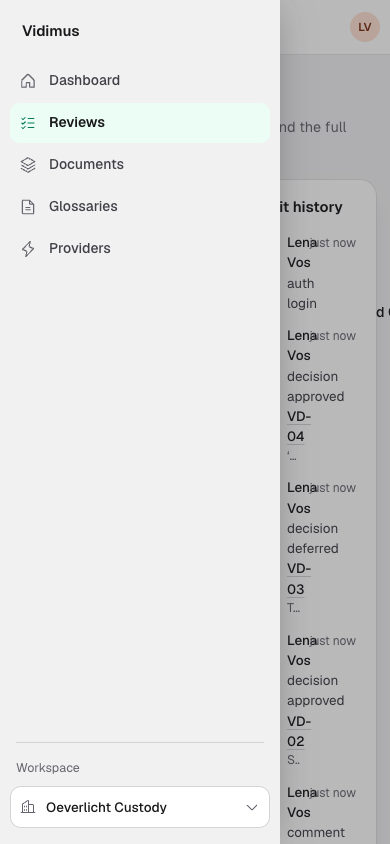 Vidimus
LV
Dashboard
Reviews
nd the full
Documents
Glossaries
it history
Providers
Lena just now
Vos
auth
login
d
Lena just now
Vos
decision
approved
VD-
04
‘…
Lena just now
Vos
decision
deferred
VD-
03
T…
Lena just now
Vos
decision
approved
VD-
02
S..
Workspace
Oeverlicht Custody
Lena just now
Vos
comment